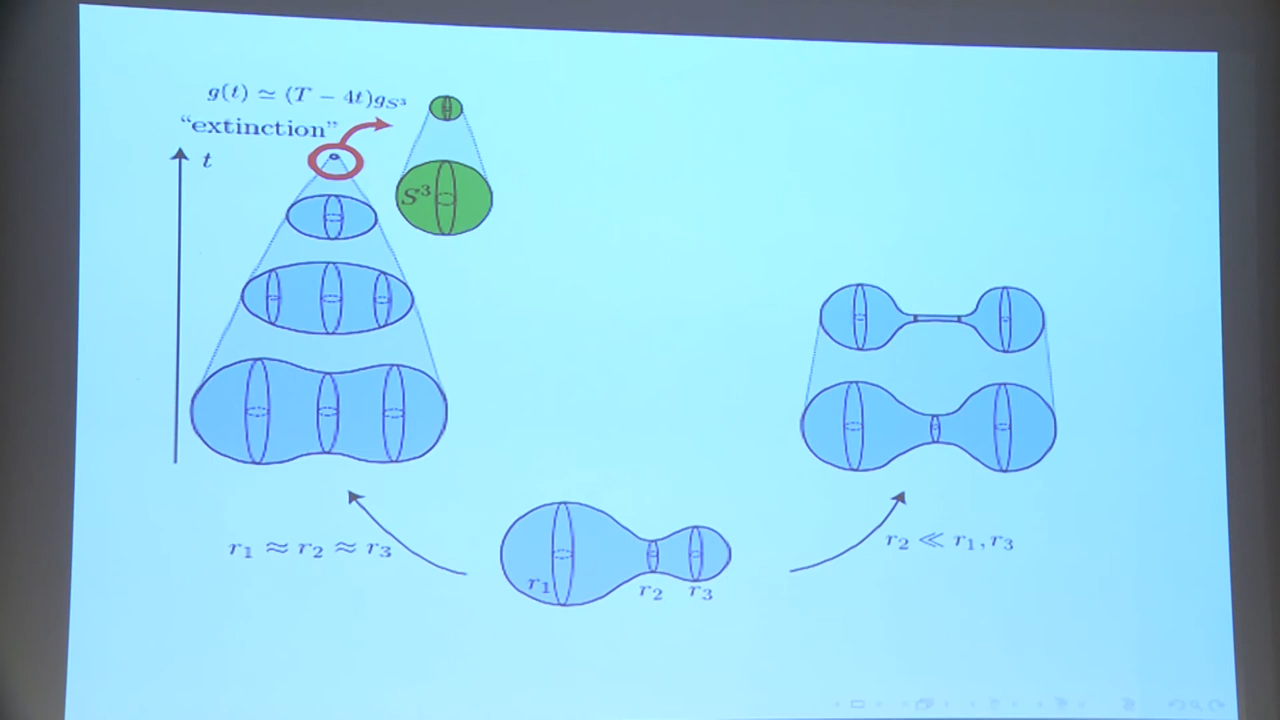 g(t) ≃ (T − 4t)g_{S³}
"extinction"
t
S³
r₁ ≈ r₂ ≈ r₃
r₁
r₂
r₃
r₂ ≪ r₁, r₃